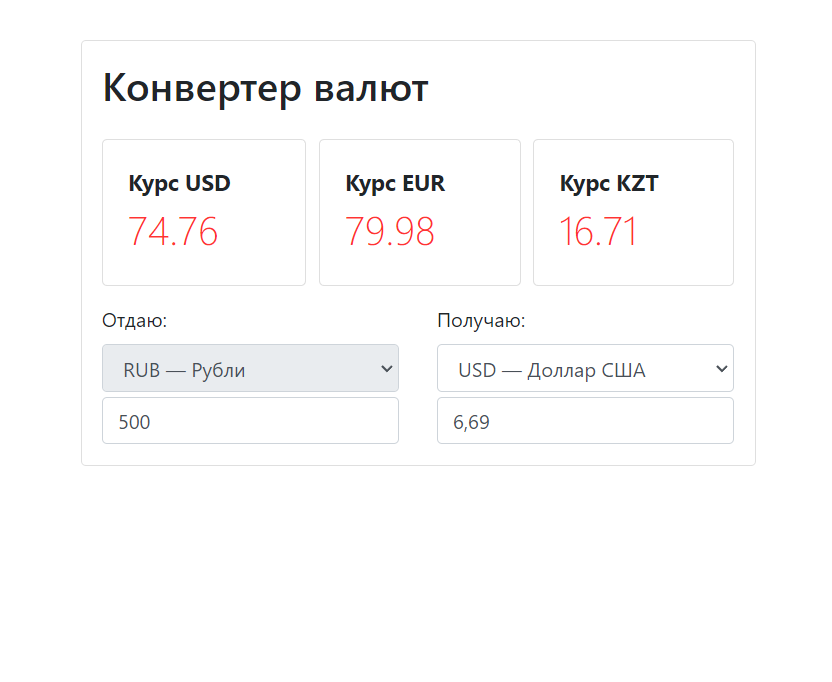 Конвертер валют
Курс USD
74.76
Курс EUR
79.98
Курс KZT
16.71
Отдаю:
RUB — Рубли
500
Получаю:
USD — Доллар США
6,69